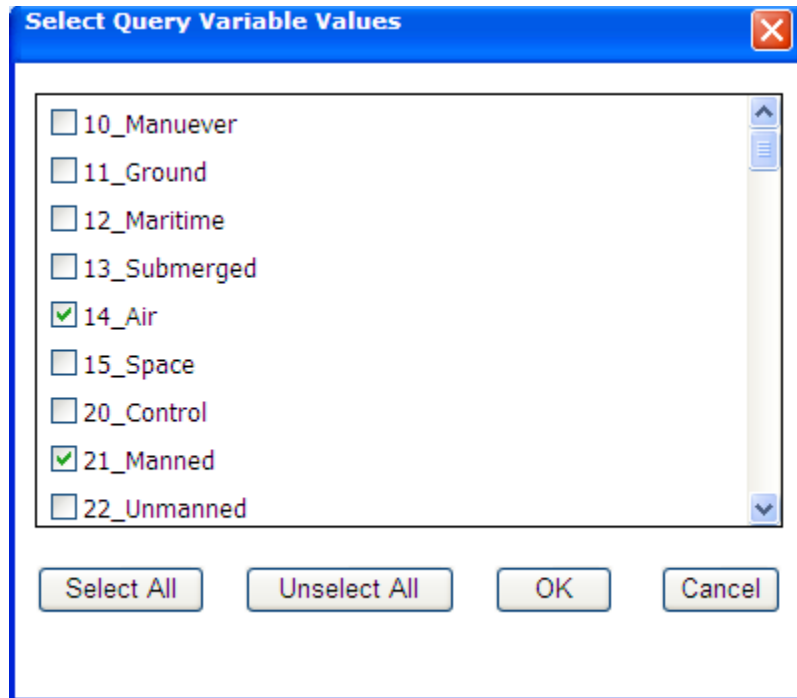 Select Query Variable Values
10_Manuever
11_Ground
12_Maritime
13_Submerged
14_Air
15_Space
20_Control
21_Manned
22_Unmanned
Select All Unselect All OK Cancel